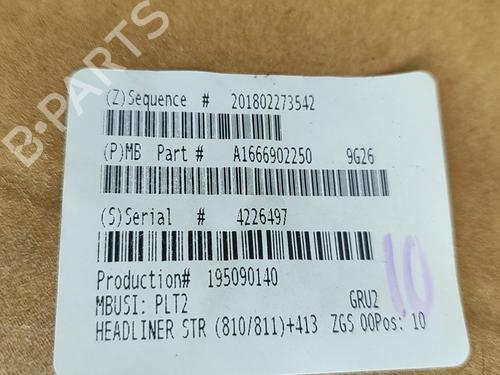 B-PARTS
(Z)Sequence # 201802273542
(P)MB Part # A1666902250 9G26
(S)Serial # 4226497
Production# 195090140
MBUSI: PLT2 GRU2
HEADLINER STR (810/811)+413 ZGS 00Pos: 10
10